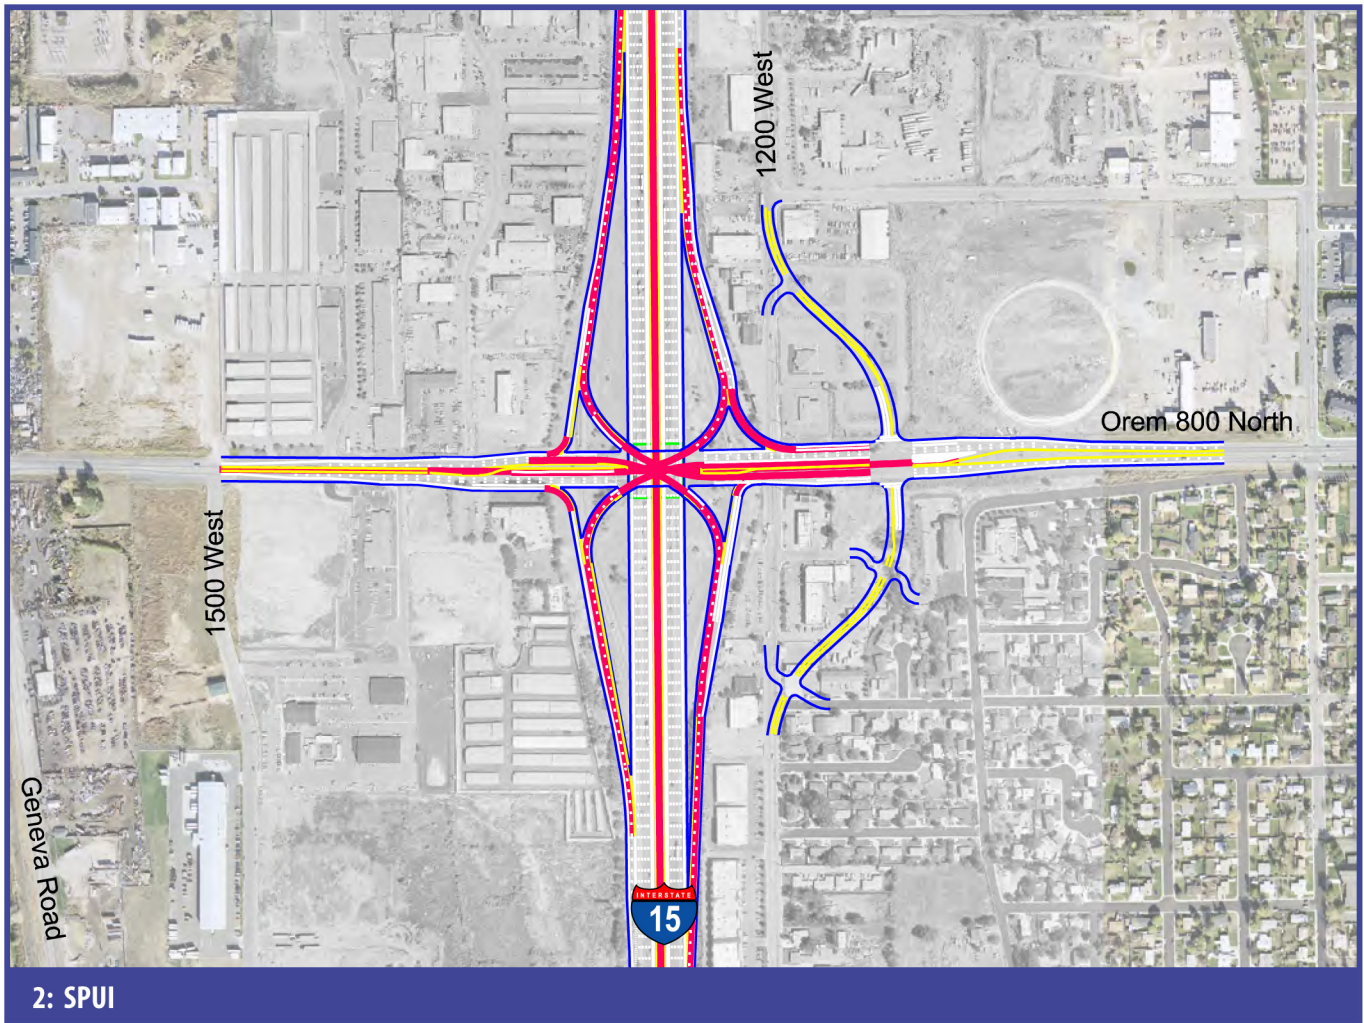 1200 West
Orem 800 North
1500 West
Geneva Road
INTERSTATE
15
2: SPUI